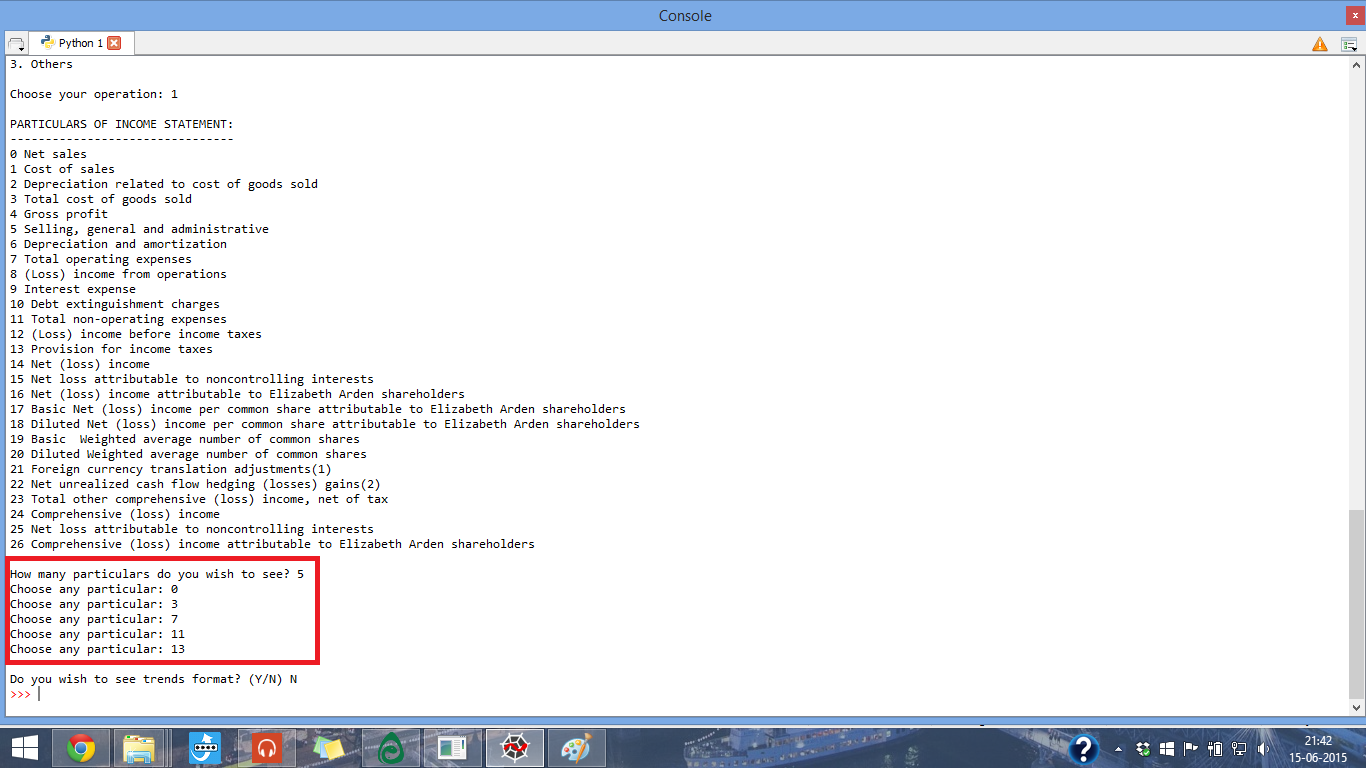 Console
Python 1
3. Others
Choose your operation: 1
PARTICULARS OF INCOME STATEMENT:
--------------------------------
0 Net sales
1 Cost of sales
2 Depreciation related to cost of goods sold
3 Total cost of goods sold
4 Gross profit
5 Selling, general and administrative
6 Depreciation and amortization
7 Total operating expenses
8 (Loss) income from operations
9 Interest expense
10 Debt extinguishment charges
11 Total non-operating expenses
12 (Loss) income before income taxes
13 Provision for income taxes
14 Net (loss) income
15 Net loss attributable to noncontrolling interests
16 Net (loss) income attributable to Elizabeth Arden shareholders
17 Basic Net (loss) income per common share attributable to Elizabeth Arden shareholders
18 Diluted Net (loss) income per common share attributable to Elizabeth Arden shareholders
19 Basic  Weighted average number of common shares
20 Diluted Weighted average number of common shares
21 Foreign currency translation adjustments(1)
22 Net unrealized cash flow hedging (losses) gains(2)
23 Total other comprehensive (loss) income, net of tax
24 Comprehensive (loss) income
25 Net loss attributable to noncontrolling interests
26 Comprehensive (loss) income attributable to Elizabeth Arden shareholders
How many particulars do you wish to see? 5
Choose any particular: 0
Choose any particular: 3
Choose any particular: 7
Choose any particular: 11
Choose any particular: 13
Do you wish to see trends format? (Y/N) N
>>>
21:42
15-06-2015